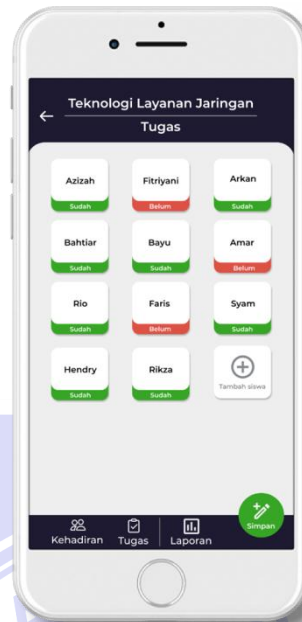 Teknologi Layanan Jaringan
Tugas
Azizah
Fitriyani
Arkan
Sudah
Belum
Sudah
Bahtiar
Bayu
Amar
Sudah
Sudah
Belum
Rio
Faris
Syam
Sudah
Belum
Sudah
Hendry
Rikza
Tambah siswa
Sudah
Sudah
Simpan
Kehadiran
Tugas
Laporan